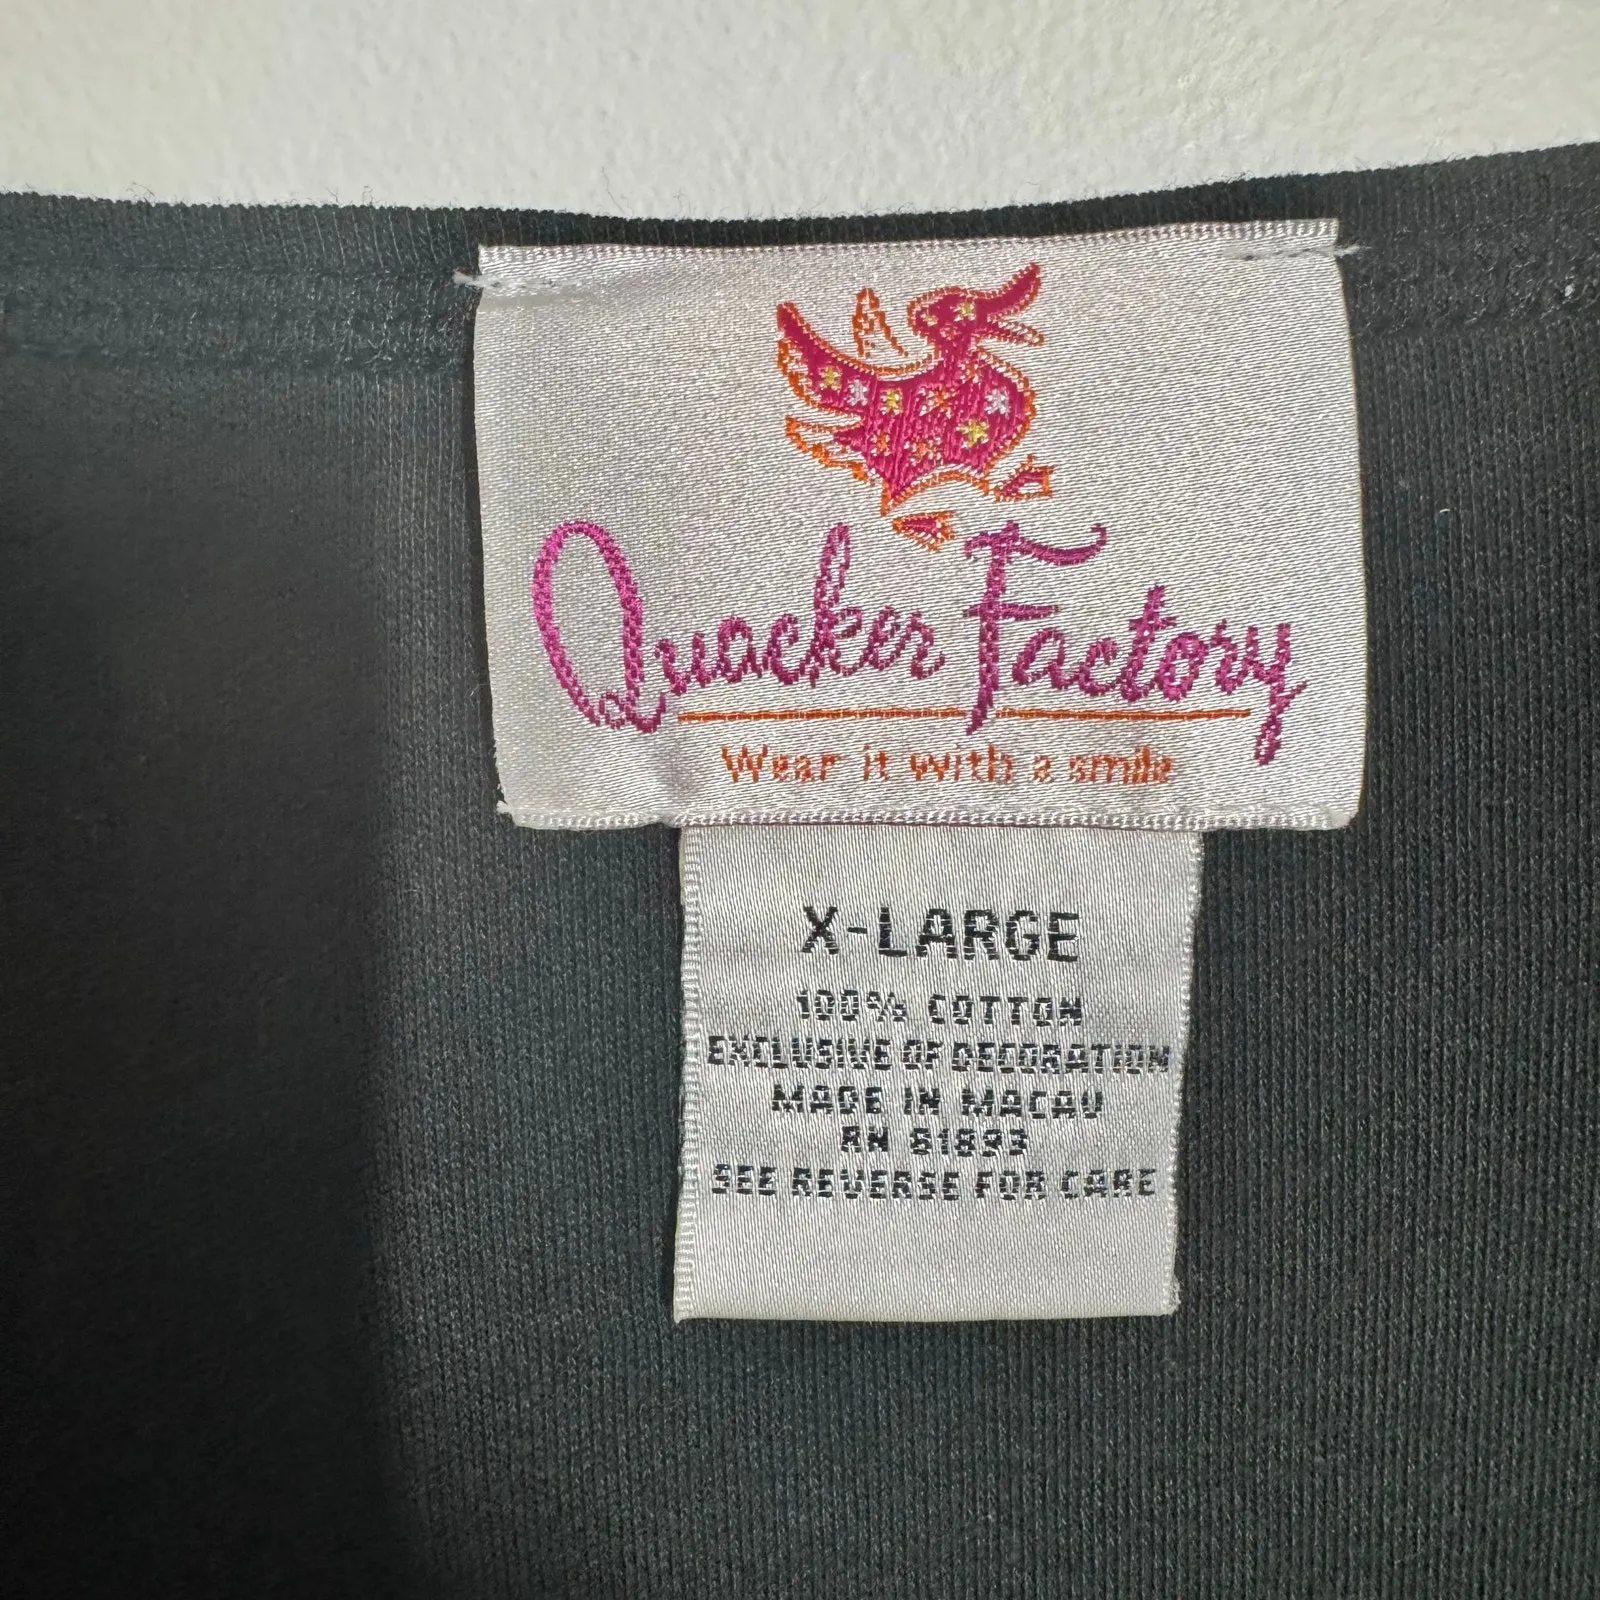 Quacker Factory
Wear it with a smile
X-LARGE
100% COTTON
EXCLUSIVE OF DECORATION
MADE IN MACAU
RN 51893
SEE REVERSE FOR CARE